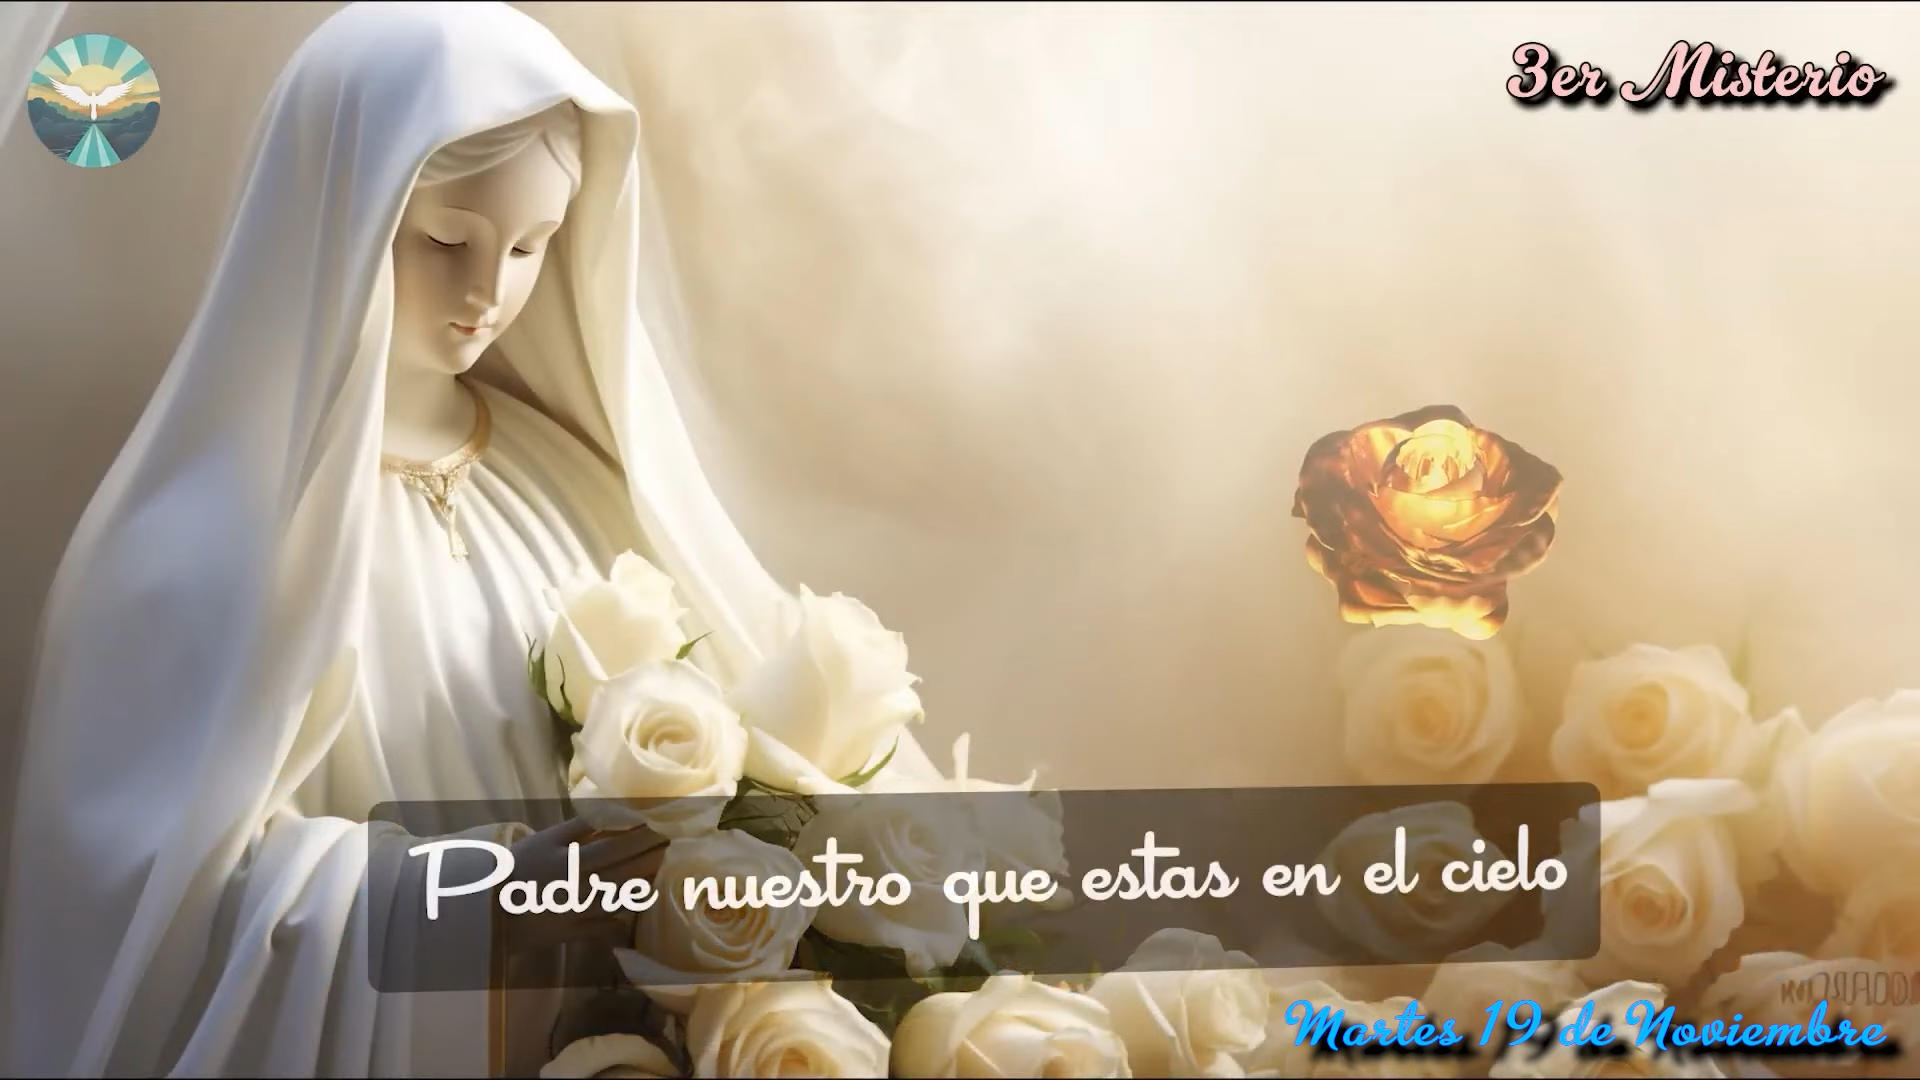 3er Misterio
Padre nuestro que estas en el cielo
Martes 19 de Noviembre